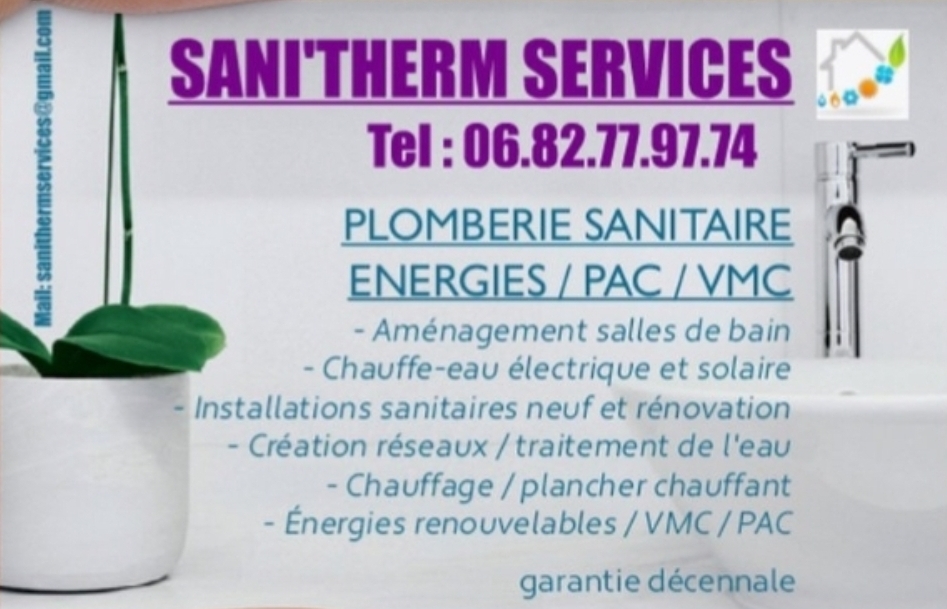 Mail: sanithermservices@gmail.com
SANI'THERM SERVICES
Tel : 06.82.77.97.74
PLOMBERIE SANITAIRE
ENERGIES / PAC / VMC
- Aménagement salles de bain
- Chauffe-eau électrique et solaire
- Installations sanitaires neuf et rénovation
- Création réseaux / traitement de l'eau
- Chauffage / plancher chauffant
- Énergies renouvelables / VMC / PAC
garantie décennale